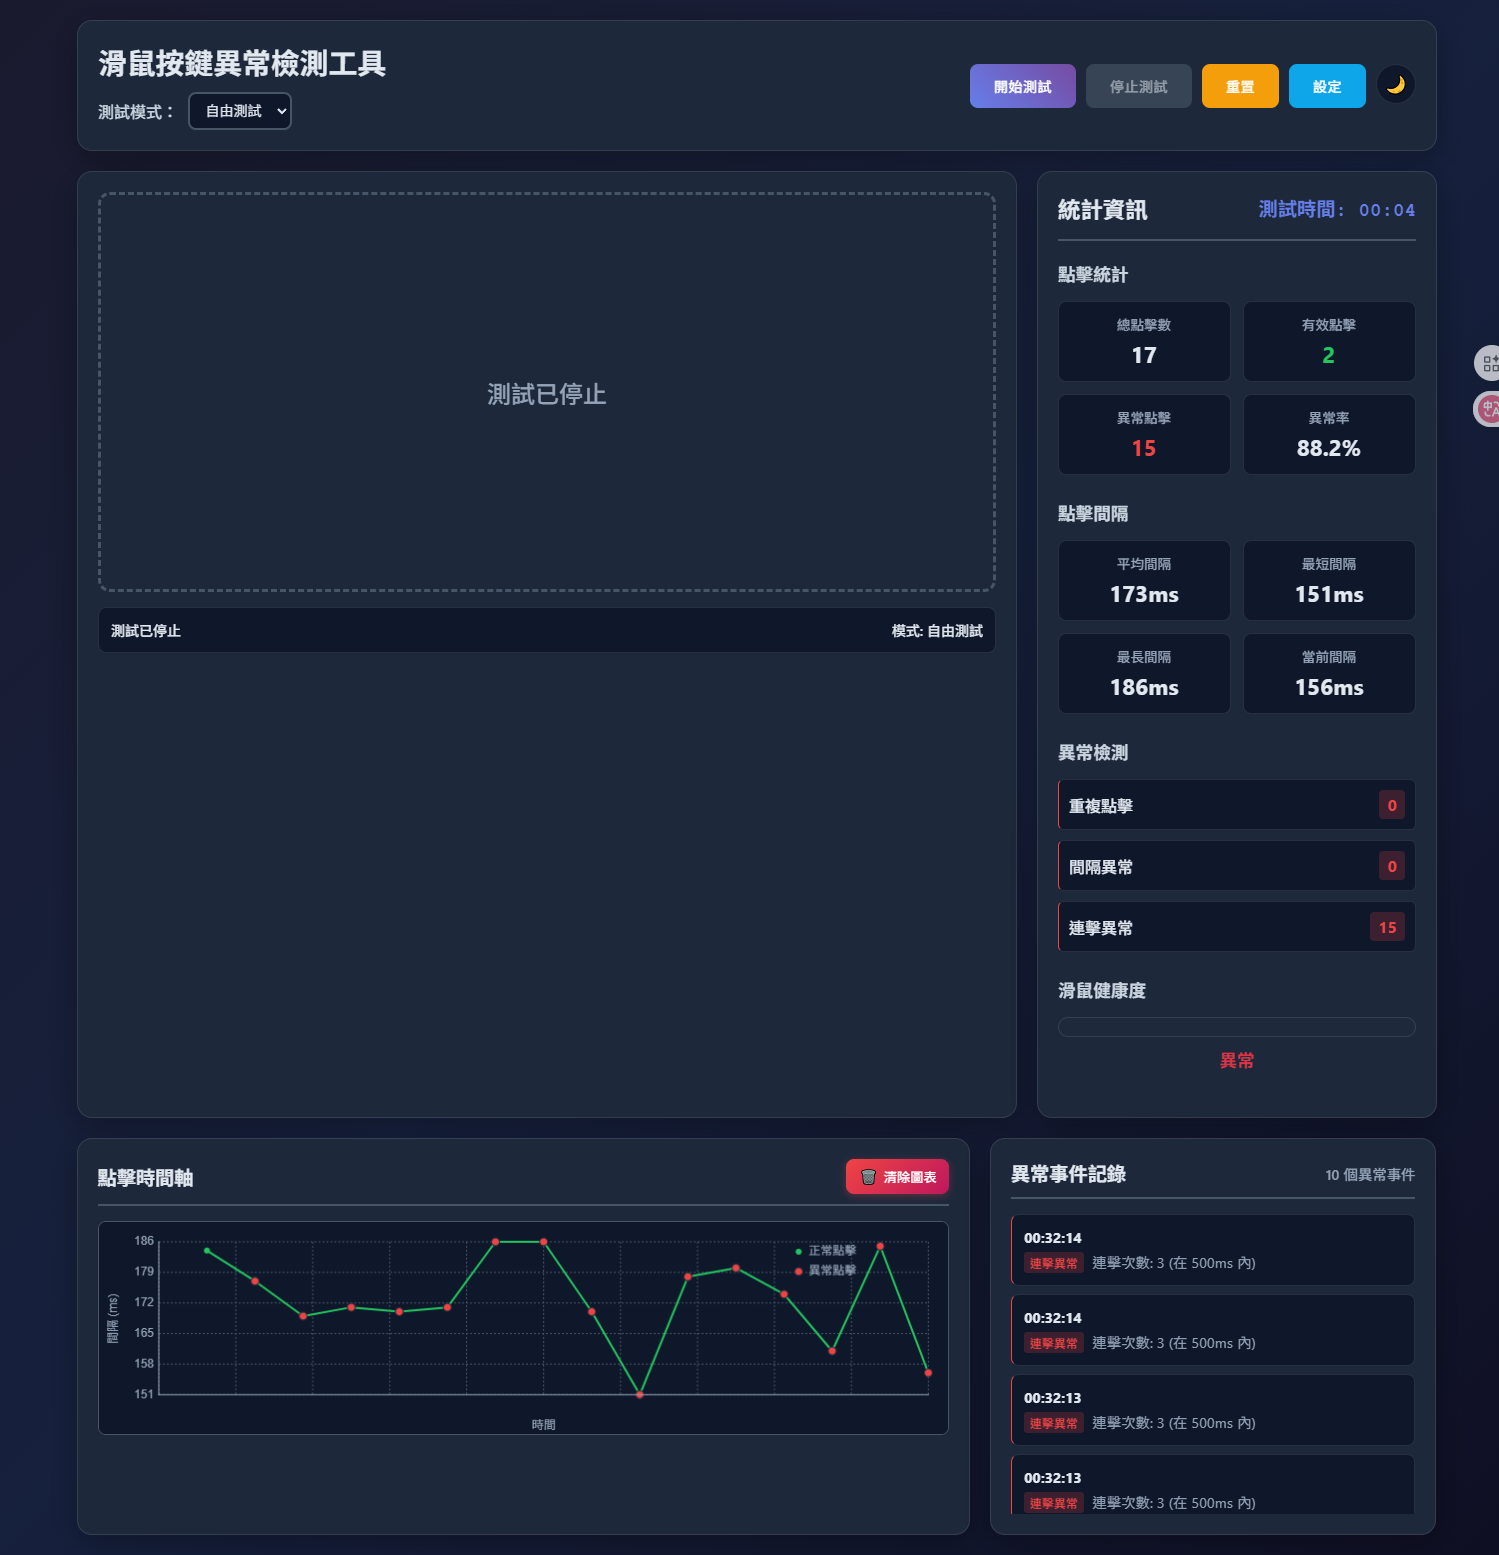 滑鼠按鍵異常檢測工具
測試模式：
自由測試
開始測試
停止測試
重置
設定
測試已停止
測試已停止
模式: 自由測試
統計資訊
測試時間: 00:04
點擊統計
總點擊數
17
有效點擊
2
異常點擊
15
異常率
88.2%
點擊間隔
平均間隔
173ms
最短間隔
151ms
最長間隔
186ms
當前間隔
156ms
異常檢測
重複點擊
0
間隔異常
0
連擊異常
15
滑鼠健康度
異常
點擊時間軸
清除圖表
186
179
172
165
158
151
間隔 (ms)
時間
正常點擊
異常點擊
異常事件記錄
10 個異常事件
00:32:14
連擊異常 連擊次數: 3 (在 500ms 內)
00:32:14
連擊異常 連擊次數: 3 (在 500ms 內)
00:32:13
連擊異常 連擊次數: 3 (在 500ms 內)
00:32:13
連擊異常 連擊次數: 3 (在 500ms 內)